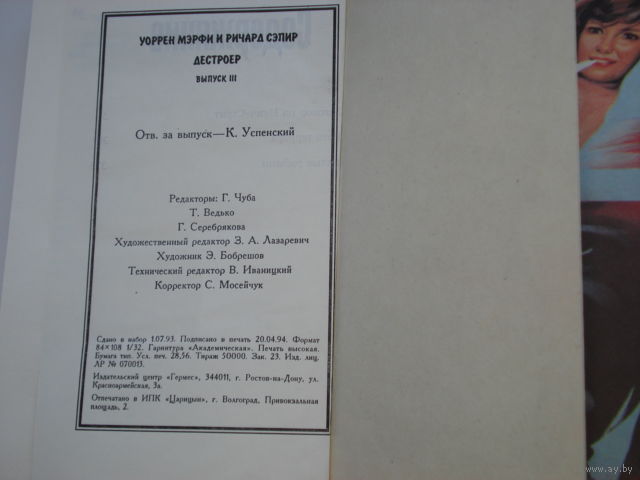 УОРРЕН МЭРФИ И РИЧАРД СЭПИР
ДЕСТРОЕР
ВЫПУСК III
Отв. за выпуск—К. Успенский
Редакторы: Г. Чуба
Т. Ведько
Г. Серебрякова
Художественный редактор З. А. Лазаревич
Художник Э. Бобрешов
Технический редактор В. Иваницкий
Корректор С. Мосейчук
Сдано в набор 1.07.93. Подписано в печать 20.04.94. Формат
84×108 1/32. Гарнитура «Академическая». Печать высокая.
Бумага тип. Усл. печ. 28,56. Тираж 50000. Зак. 23. Изд. лиц.
ЛР № 070013.
Издательский центр «Гермес», 344011, г. Ростов-на-Дону, ул.
Красноармейская, 3а.
Отпечатано в ИПК «Царицын», г. Волгоград, Привокзальная
площадь, 2.
www.ay.by